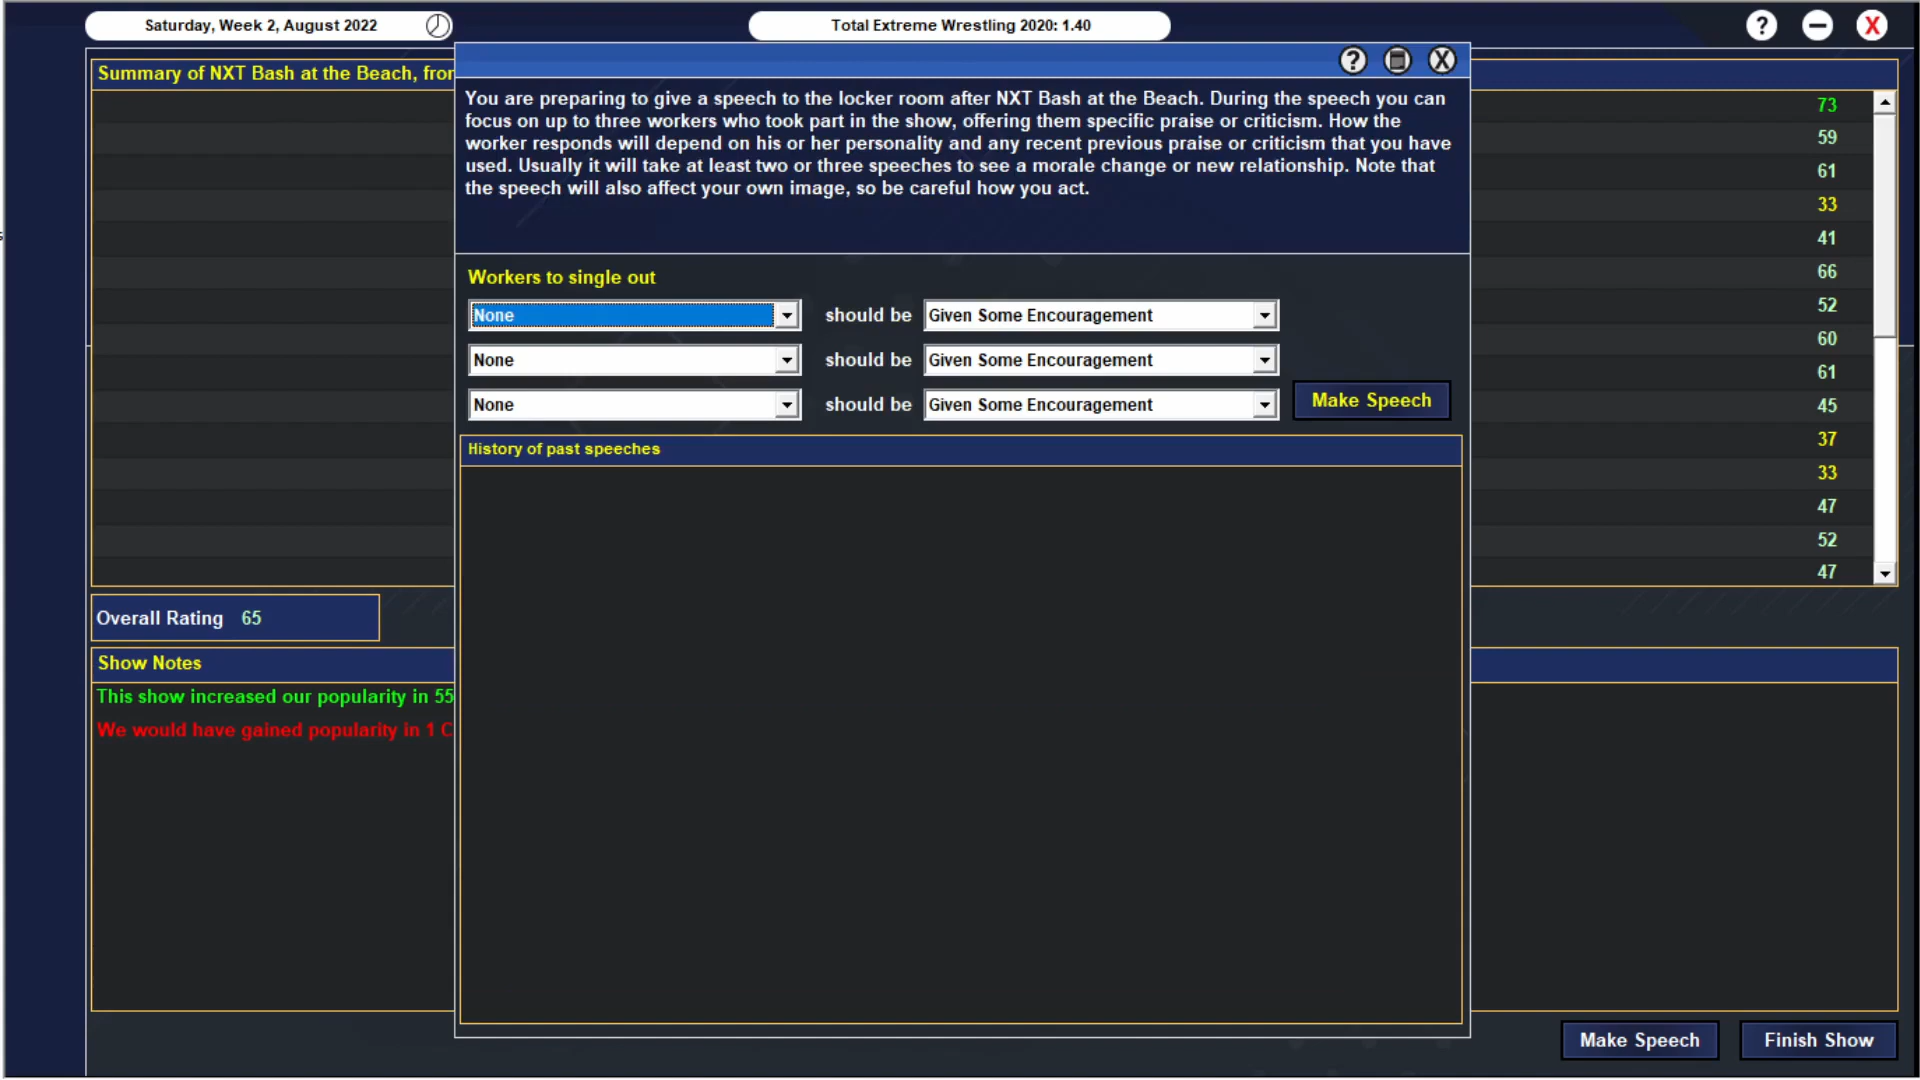 Saturday, Week 2, August 2022
Total Extreme Wrestling 2020: 1.40
?
X
Summary of NXT Bash at the Beach, fror
?
X
You are preparing to give a speech to the locker room after NXT Bash at the Beach. During the speech you can
focus on up to three workers who took part in the show, offering them specific praise or criticism. How the
worker responds will depend on his or her personality and any recent previous praise or criticism that you have
used. Usually it will take at least two or three speeches to see a morale change or new relationship. Note that
the speech will also affect your own image, so be careful how you act.
Workers to single out
None should be Given Some Encouragement
None should be Given Some Encouragement
None should be Given Some Encouragement
Make Speech
History of past speeches
73
59
61
33
41
66
52
60
61
45
37
33
47
52
47
Overall Rating 65
Show Notes
This show increased our popularity in 55
We would have gained popularity in 1 C
Make Speech
Finish Show